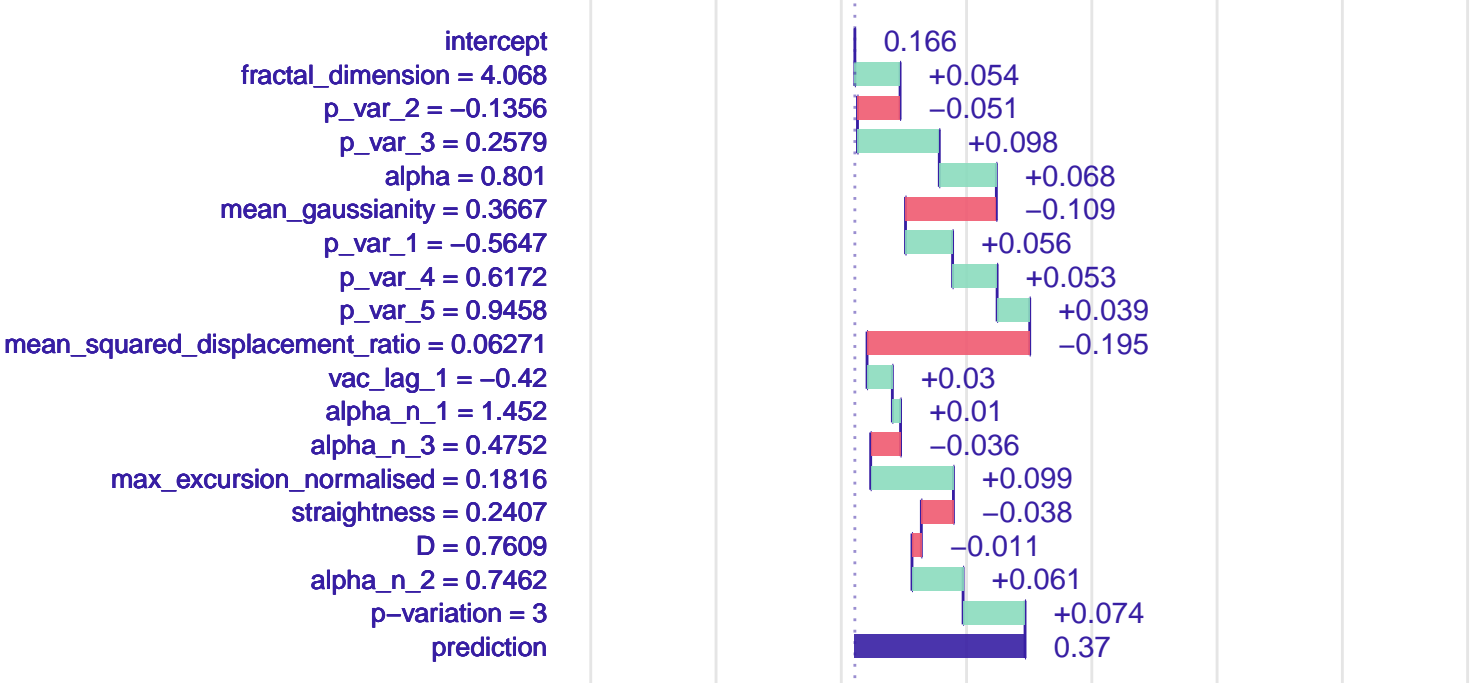 intercept 0.166
fractal_dimension = 4.068 +0.054
p_var_2 = −0.1356 −0.051
p_var_3 = 0.2579 +0.098
alpha = 0.801 +0.068
mean_gaussianity = 0.3667 −0.109
p_var_1 = −0.5647 +0.056
p_var_4 = 0.6172 +0.053
p_var_5 = 0.9458 +0.039
mean_squared_displacement_ratio = 0.06271 −0.195
vac_lag_1 = −0.42 +0.03
alpha_n_1 = 1.452 +0.01
alpha_n_3 = 0.4752 −0.036
max_excursion_normalised = 0.1816 +0.099
straightness = 0.2407 −0.038
D = 0.7609 −0.011
alpha_n_2 = 0.7462 +0.061
p−variation = 3 +0.074
prediction 0.37